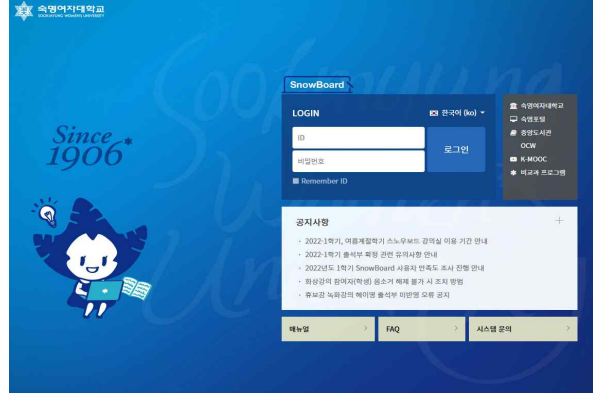 숙명여자대학교
SOOKMYUNG WOMEN'S UNIVERSITY
Sookmyung
Women's
Since
1906*
SnowBoard
LOGIN
한국어 (ko)
ID
비밀번호
로그인
Remember ID
숙명여자대학교
숙명포털
중앙도서관
OCW
K-MOOC
비교과 프로그램
공지사항
2022-1학기, 여름계절학기 스노우보드 강의실 이용 기간 안내
2022-1학기 출석부 확정 관련 유의사항 안내
2022년도 1학기 SnowBoard 사용자 만족도 조사 진행 안내
화상강의 참여자(학생) 음소거 해제 불가 시 조치 방법
휴보강 녹화강의 해이영 출석부 미반영 오류 공지
매뉴얼
FAQ
시스템 문의